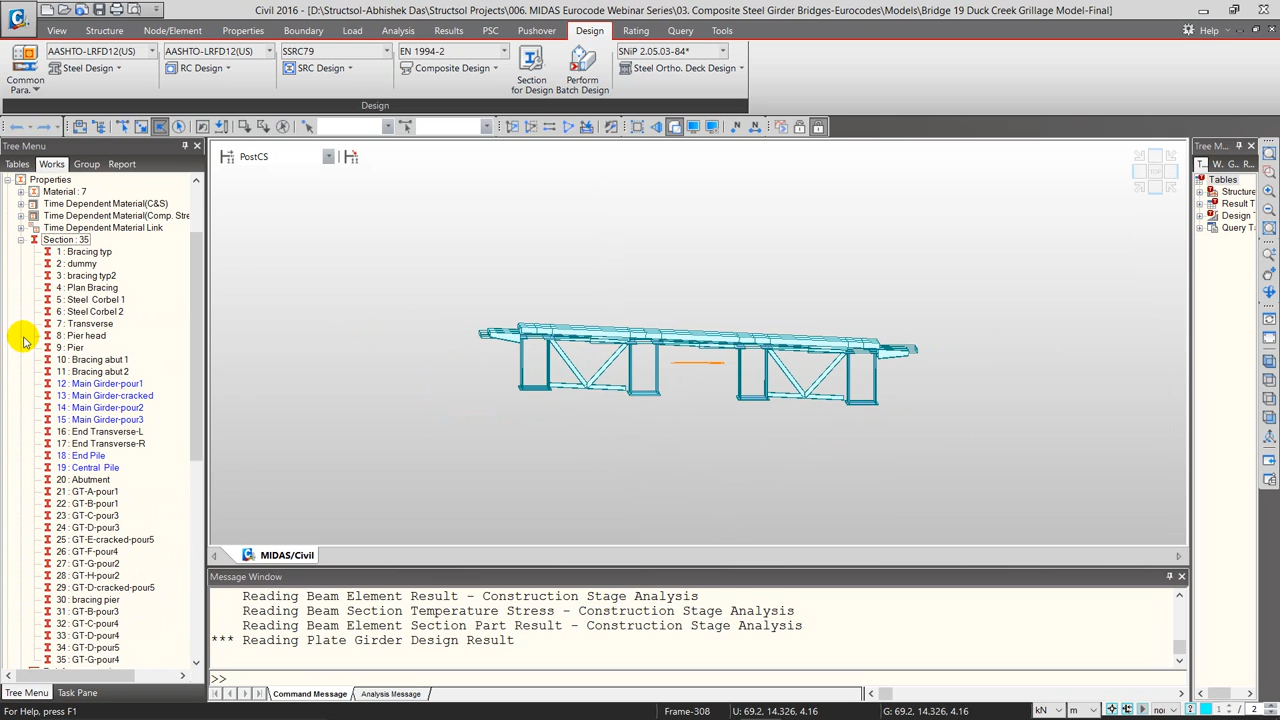 Civil 2016 - [D:\Structsol-Abhishek Das\Structsol Projects\006. MIDAS Eurocode Webinar Series\03. Composite Steel Girder Bridges-Eurocodes\Models\Bridge 19 Duck Creek Grillage Model-Final]
View Structure Node/Element Properties Boundary Load Analysis Results PSC Pushover Design Rating Query Tools Help
AASHTO-LRFD12(US) AASHTO-LRFD12(US) SSRC79 EN 1994-2 SNiP 2.05.03-84*
Common Para.
Steel Design RC Design SRC Design Composite Design
Section for Design
Perform Batch Design
Steel Ortho. Deck Design
Design
Tree Menu
Tables Works Group Report
Properties
Material : 7
Time Dependent Material(C&S)
Time Dependent Material(Comp. Stre
Time Dependent Material Link
Section : 35
1 : Bracing typ
2 : dummy
3 : bracing typ2
4 : Plan Bracing
5 : Steel Corbel 1
6 : Steel Corbel 2
7 : Transverse
8 : Pier head
9 : Pier
10 : Bracing abut 1
11 : Bracing abut 2
12 : Main Girder-pour1
13 : Main Girder-cracked
14 : Main Girder-pour2
15 : Main Girder-pour3
16 : End Transverse-L
17 : End Transverse-R
18 : End Pile
19 : Central Pile
20 : Abutment
21 : GT-A-pour1
22 : GT-B-pour1
23 : GT-C-pour3
24 : GT-D-pour3
25 : GT-E-cracked-pour5
26 : GT-F-pour4
27 : GT-G-pour2
28 : GT-H-pour2
29 : GT-D-cracked-pour5
30 : bracing pier
31 : GT-B-pour3
32 : GT-C-pour4
33 : GT-D-pour4
34 : GT-D-pour5
35 : GT-G-pour4
Tree Menu Task Pane
PostCS
TOP
MIDAS/Civil
Message Window
Reading Beam Element Result - Construction Stage Analysis
Reading Beam Section Temperature Stress - Construction Stage Analysis
Reading Beam Element Section Part Result - Construction Stage Analysis
*** Reading Plate Girder Design Result
>>
Command Message Analysis Message
Tree M...
T... W. G.. R...
Tables
Structure
Result T
Design
Query T
For Help, press F1
Frame-308
U: 69.2, 14.326, 4.16
G: 69.2, 14.326, 4.16
kN m
1 / 2